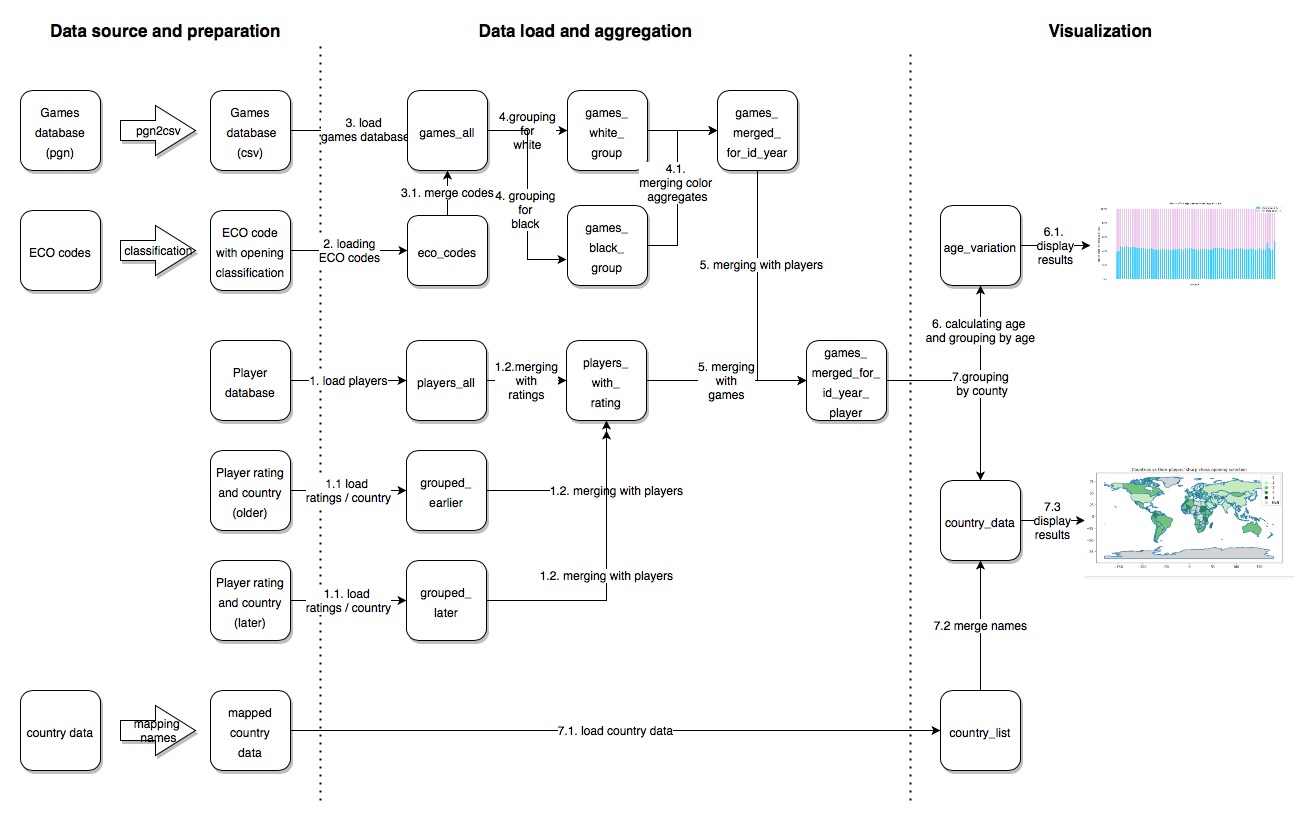 Data source and preparation
Data load and aggregation
Visualization
Games
database
(pgn)
pgn2csv
Games
database
(csv)
3. load
games database
games_all
4.grouping
for
white
games_
white_
group
games_
merged_
for_id_year
4.1.
merging color
aggregates
3.1. merge codes
4. grouping
for
black
ECO codes
classification
ECO code
with opening
classification
2. loading
ECO codes
eco_codes
games_
black_
group
5. merging with players
age_variation
6.1.
display
results
6. calculating age
and grouping by age
Player
database
1. load players
players_all
1.2.merging
with
ratings
players_
with_
rating
5. merging
with
games
games_
merged_for_
id_year_
player
7.grouping
by county
Player rating
and country
(older)
1.1 load
ratings / country
grouped_
earlier
1.2. merging with players
country_data
7.3
display
results
Countries vs their players' sharp chess opening selection
Player rating
and country
(later)
1.1. load
ratings / country
grouped_
later
1.2. merging with players
7.2 merge names
country data
mapping
names
mapped
country
data
7.1. load country data
country_list